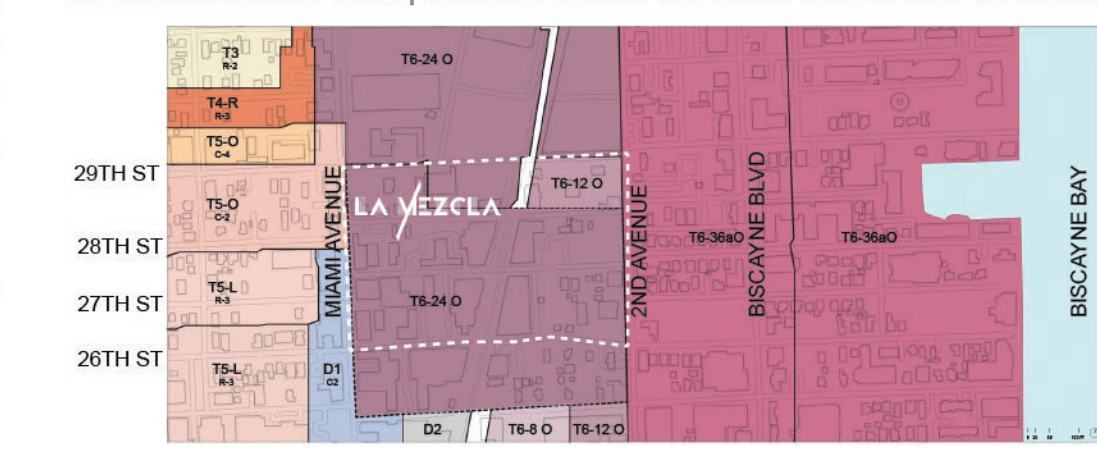 T3
R-2
T6-24 O
T4-R
R-3
T5-O
C-4
29TH ST
T6-12 O
T5-O
C-2
LA MEZCLA
28TH ST
T6-36aO
T6-36aO
MIAMI AVENUE
2ND AVENUE
BISCAYNE BLVD
BISCAYNE BAY
T5-L
R-3
27TH ST
T6-24 O
26TH ST
T5-L
R-3
D1
C2
D2
T6-8 O
T6-12 O